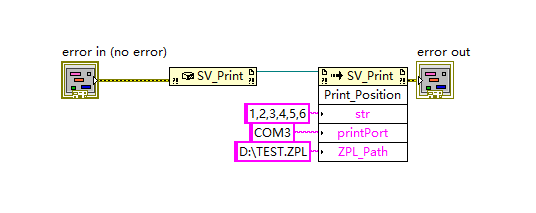 error in (no error)
error out
SV_Print
SV_Print
Print_Position
1,2,3,4,5,6
str
COM3
printPort
D:\TEST.ZPL
ZPL_Path